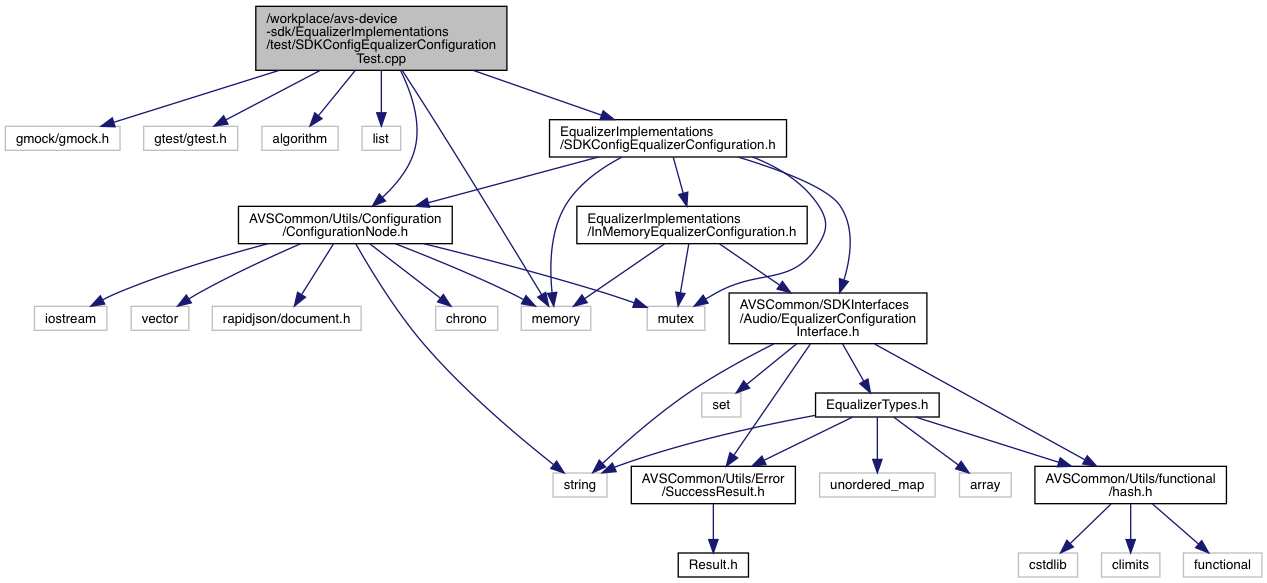 /workplace/avs-device
-sdk/EqualizerImplementations
/test/SDKConfigEqualizerConfiguration
Test.cpp
gmock/gmock.h
gtest/gtest.h
algorithm
list
EqualizerImplementations
/SDKConfigEqualizerConfiguration.h
AVSCommon/Utils/Configuration
/ConfigurationNode.h
EqualizerImplementations
/InMemoryEqualizerConfiguration.h
iostream
vector
rapidjson/document.h
chrono
memory
mutex
AVSCommon/SDKInterfaces
/Audio/EqualizerConfiguration
Interface.h
set
EqualizerTypes.h
string
AVSCommon/Utils/Error
/SuccessResult.h
unordered_map
array
AVSCommon/Utils/functional
/hash.h
Result.h
cstdlib
climits
functional